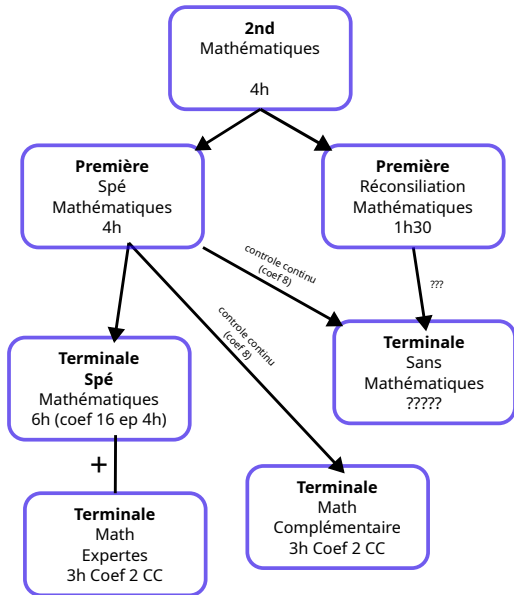 2nd
Mathématiques
4h
Première
Spé
Mathématiques
4h
Première
Réconsiliation
Mathématiques
1h30
controle continu
(coef 8)
???
controle continu
(coef 8)
Terminale
Sans
Mathématiques
?????
Terminale
Spé
Mathématiques
6h (coef 16 ep 4h)
+
Terminale
Math
Complémentaire
3h Coef 2 CC
Terminale
Math
Expertes
3h Coef 2 CC